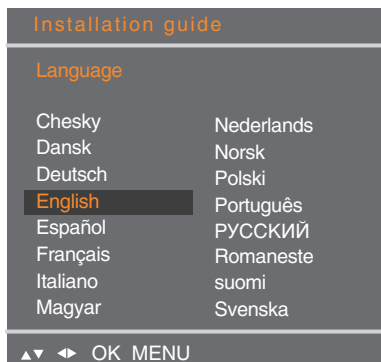 Installation guide
Language
Chesky
Dansk
Deutsch
English
Español
Français
Italiano
Magyar
Nederlands
Norsk
Polski
Português
РУССКИЙ
Romaneste
suomi
Svenska
▲▼ ◀▶ OK MENU